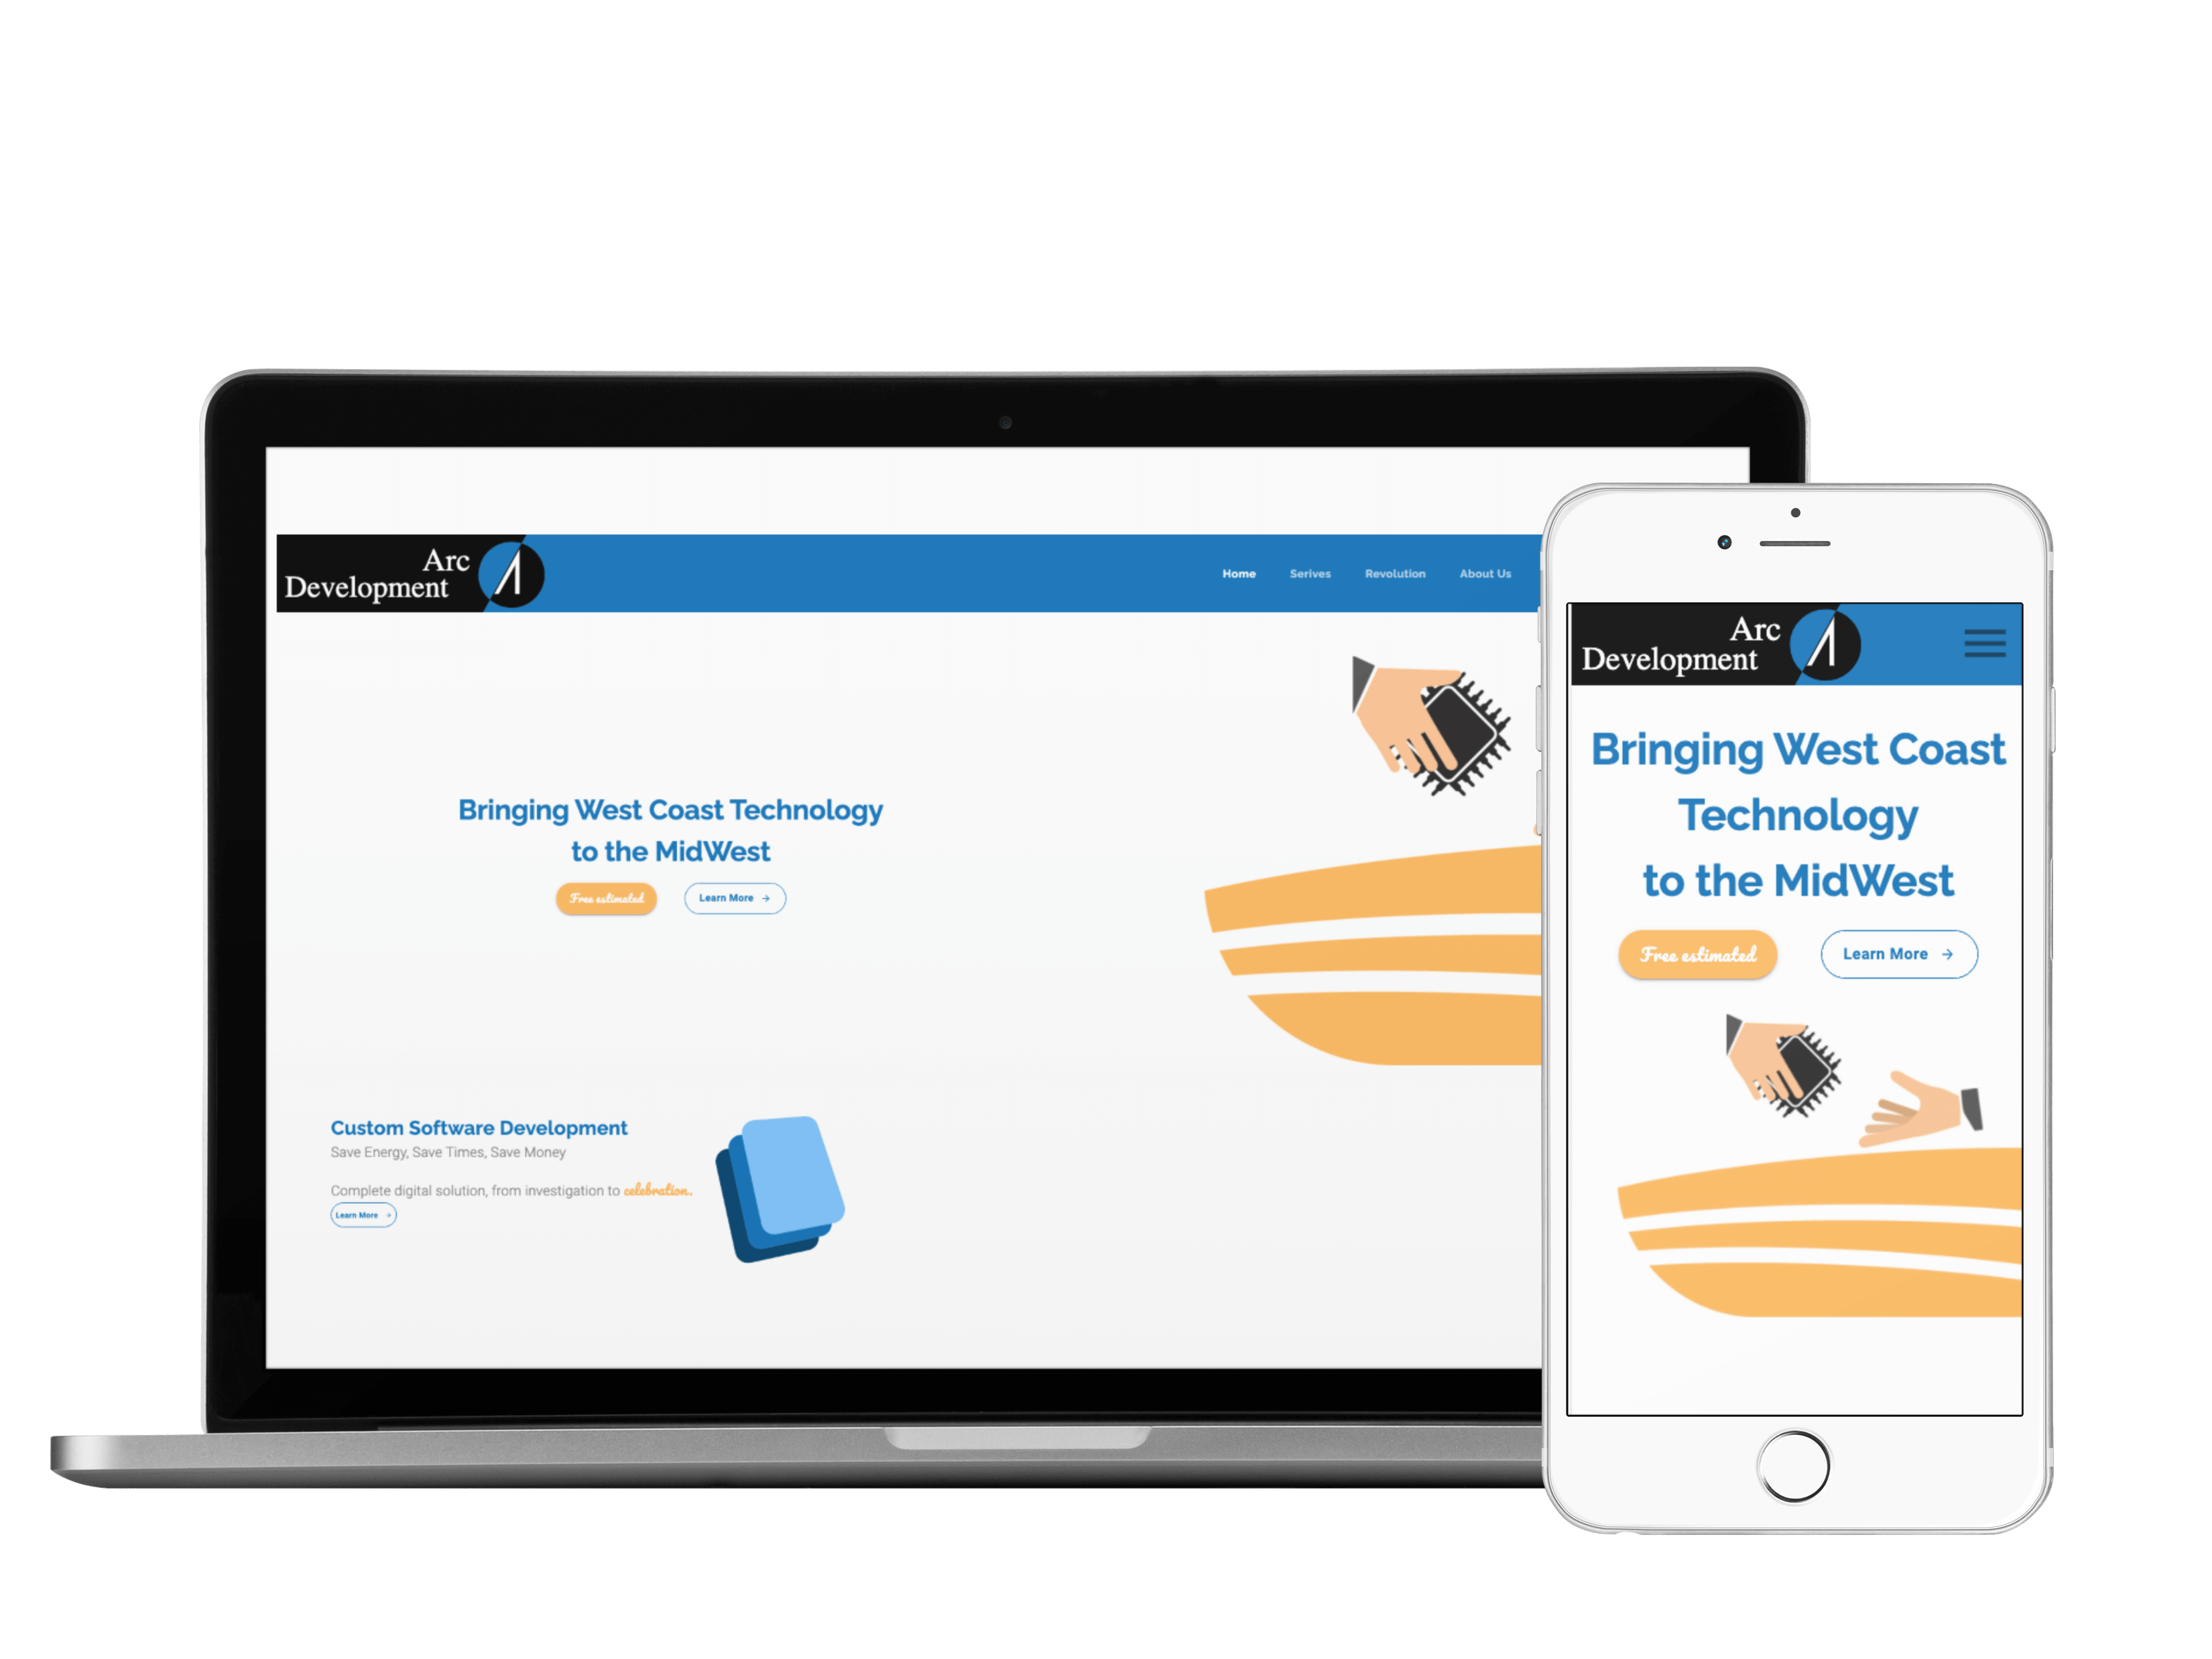 Arc
Development
Home Serives Revolution About Us
Bringing West Coast Technology
to the MidWest
Free estimated Learn More →
Custom Software Development
Save Energy, Save Times, Save Money
Complete digital solution, from investigation to celebration.
Learn More →
Arc
Development
Bringing West Coast
Technology
to the MidWest
Free estimated Learn More →